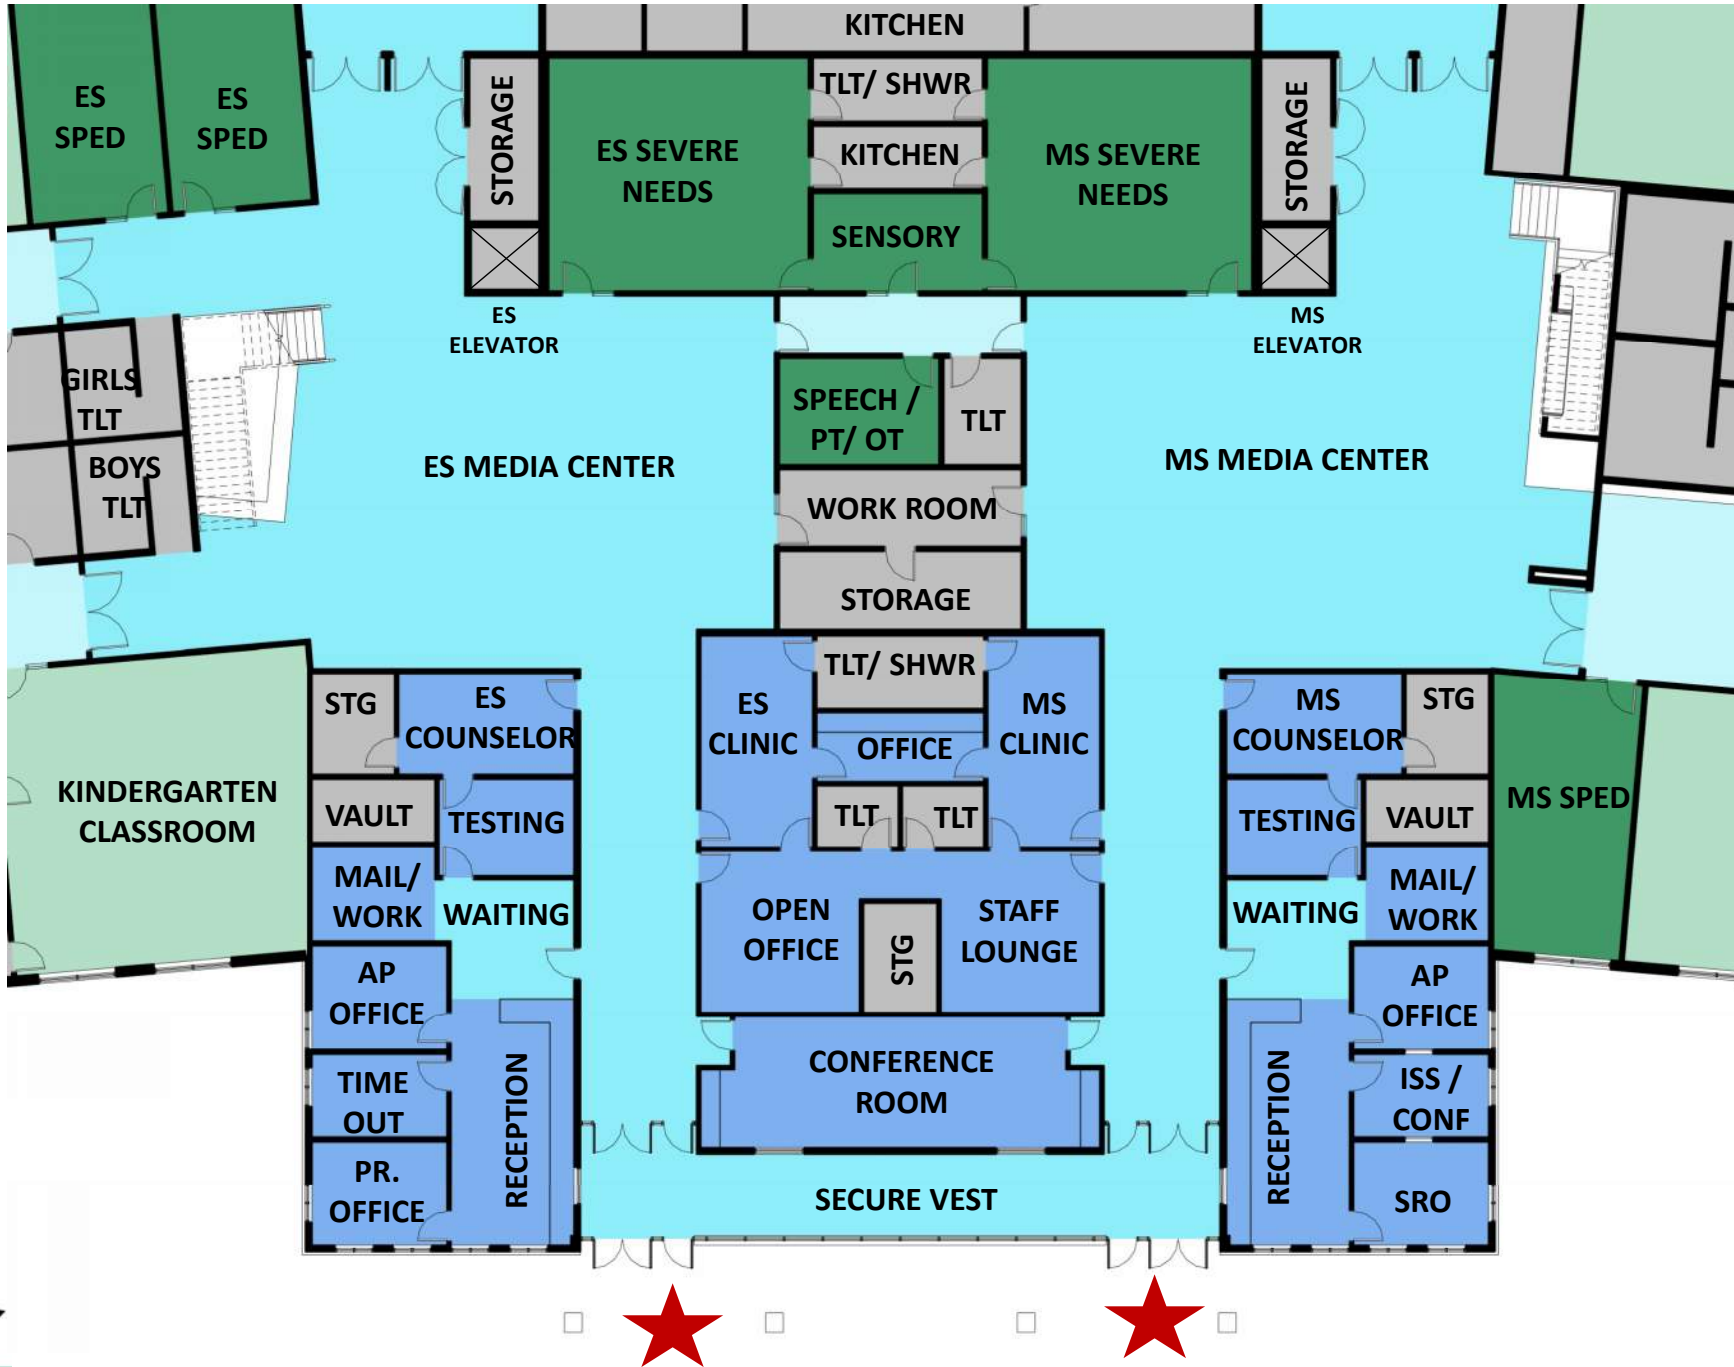 KITCHEN
ES
SPED
ES
SPED
STORAGE
ES SEVERE
NEEDS
TLT/ SHWR
KITCHEN
SENSORY
MS SEVERE
NEEDS
STORAGE
ES
ELEVATOR
MS
ELEVATOR
GIRLS
TLT
BOYS
TLT
ES MEDIA CENTER
SPEECH /
PT/ OT
TLT
WORK ROOM
STORAGE
MS MEDIA CENTER
KINDERGARTEN
CLASSROOM
STG
ES
COUNSELOR
VAULT
TESTING
MAIL/
WORK
WAITING
AP
OFFICE
TIME
OUT
PR.
OFFICE
RECEPTION
ES
CLINIC
TLT/ SHWR
OFFICE
TLT
TLT
MS
CLINIC
OPEN
OFFICE
STG
STAFF
LOUNGE
CONFERENCE
ROOM
SECURE VEST
MS
COUNSELOR
STG
TESTING
VAULT
WAITING
MAIL/
WORK
AP
OFFICE
RECEPTION
ISS /
CONF
SRO
MS SPED